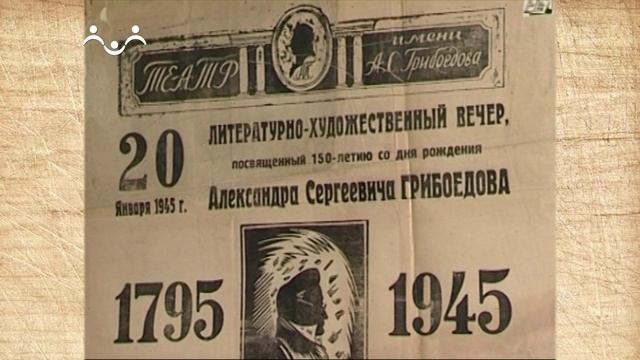 ТЕАТР имени
А.С. Грибоедова
20
Января 1945 г.
ЛИТЕРАТУРНО-ХУДОЖЕСТВЕННЫЙ ВЕЧЕР,
посвященный 150-летию со дня рождения
Александра Сергеевича ГРИБОЕДОВА
1795 1945